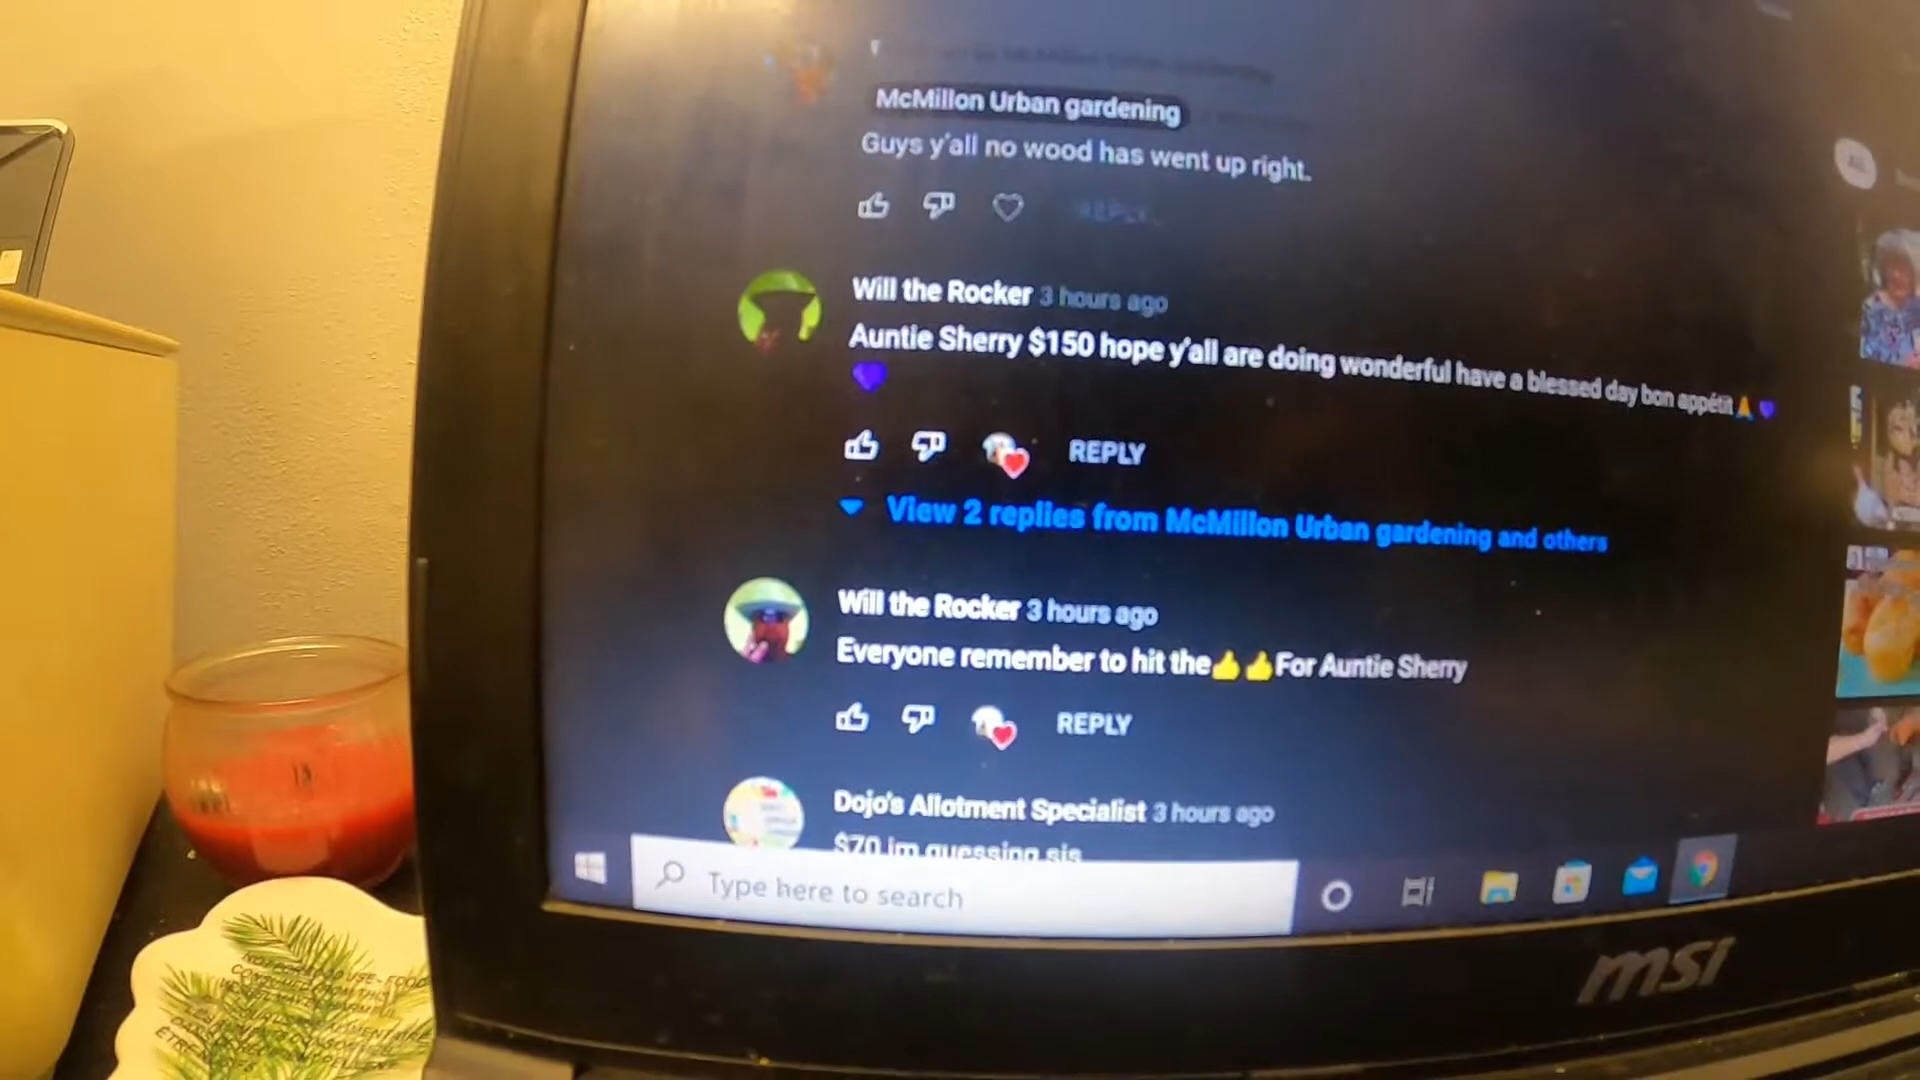 McMillon Urban gardening
Guys y'all no wood has went up right.
REPLY
Will the Rocker 3 hours ago
Auntie Sherry $150 hope y'all are doing wonderful have a blessed day bon appétit🙏💜
💜
REPLY
View 2 replies from McMillon Urban gardening and others
Will the Rocker 3 hours ago
Everyone remember to hit the👍👍For Auntie Sherry
REPLY
Dojo's Allotment Specialist 3 hours ago
$70 im guessing sis
Type here to search
msi